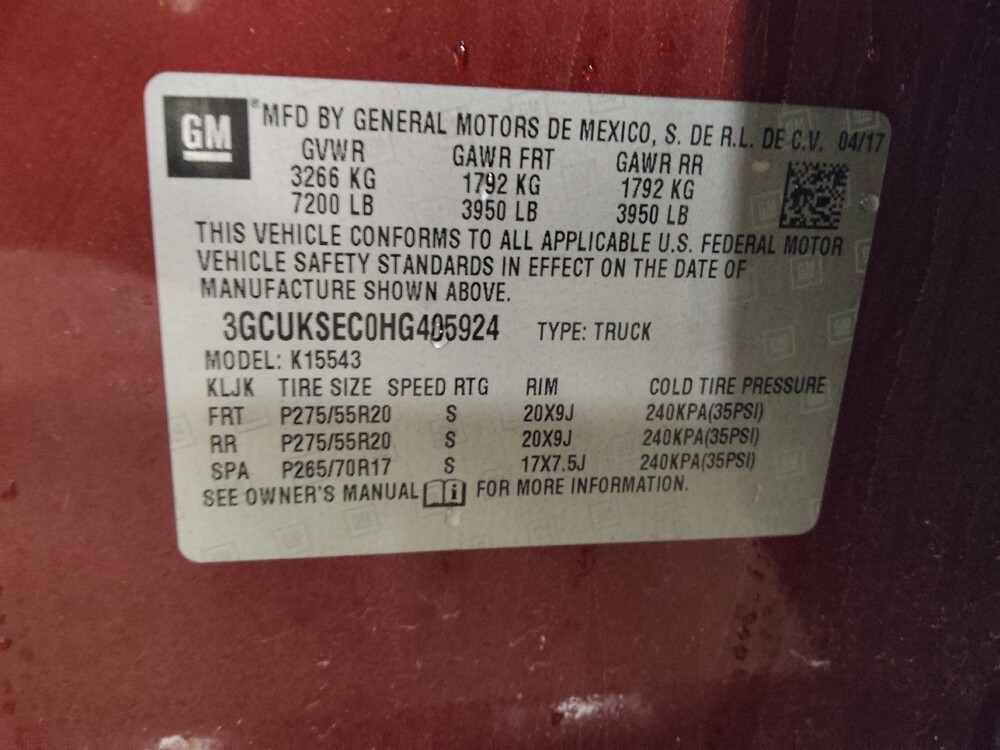 GM ® MFD BY GENERAL MOTORS DE MEXICO, S. DE R.L. DE C.V. 04/17
GVWR GAWR FRT GAWR RR
3266 KG 1792 KG 1792 KG
7200 LB 3950 LB 3950 LB
THIS VEHICLE CONFORMS TO ALL APPLICABLE U.S. FEDERAL MOTOR
VEHICLE SAFETY STANDARDS IN EFFECT ON THE DATE OF
MANUFACTURE SHOWN ABOVE.
3GCUKSEC0HG405924 TYPE: TRUCK
MODEL: K15543
KLJK TIRE SIZE SPEED RTG RIM COLD TIRE PRESSURE
FRT P275/55R20 S 20X9J 240KPA(35PSI)
RR P275/55R20 S 20X9J 240KPA(35PSI)
SPA P265/70R17 S 17X7.5J 240KPA(35PSI)
SEE OWNER'S MANUAL i FOR MORE INFORMATION.